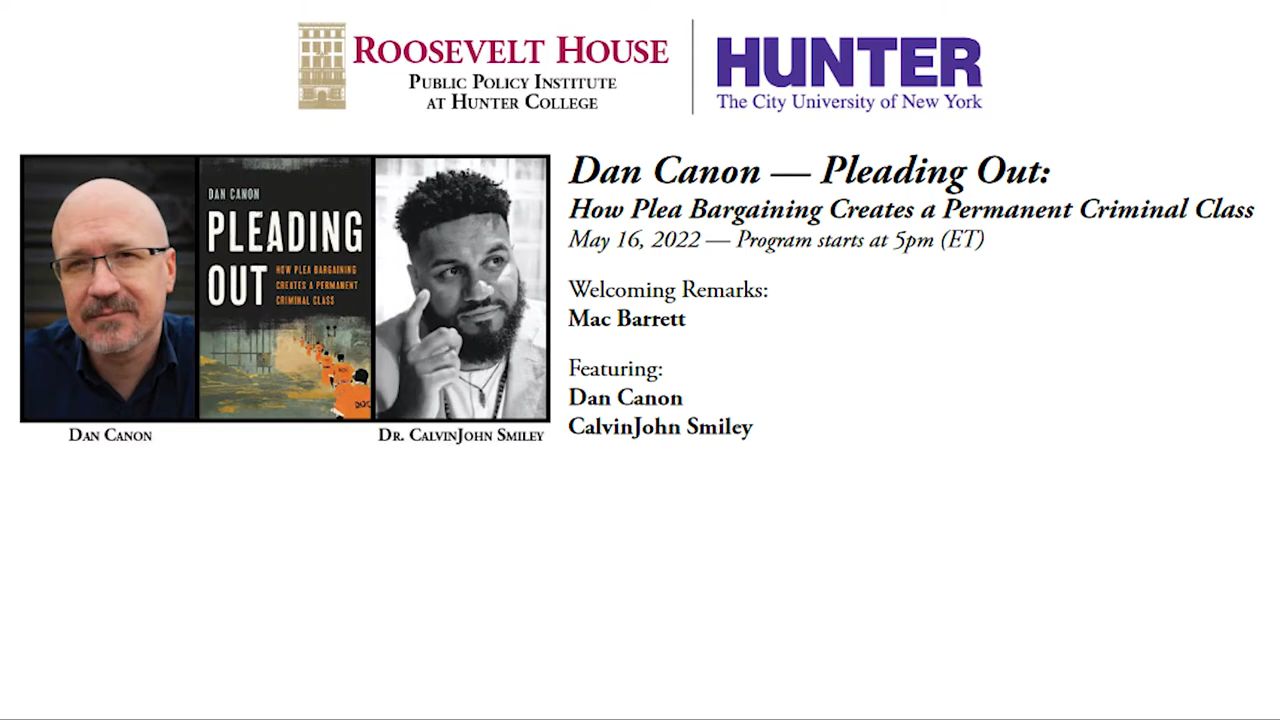 ROOSEVELT HOUSE
PUBLIC POLICY INSTITUTE
AT HUNTER COLLEGE
HUNTER
The City University of New York
DAN CANON
PLEADING
OUT
HOW PLEA BARGAINING
CREATES A PERMANENT
CRIMINAL CLASS
DAN CANON
DR. CALVINJOHN SMILEY
Dan Canon — Pleading Out:
How Plea Bargaining Creates a Permanent Criminal Class
May 16, 2022 — Program starts at 5pm (ET)
Welcoming Remarks:
Mac Barrett
Featuring:
Dan Canon
CalvinJohn Smiley